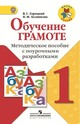 В. Г. Горецкий
Н. М. Белянкова
Обучение
ГРАМОТЕ
Методическое пособие
с поурочными
разработками
1